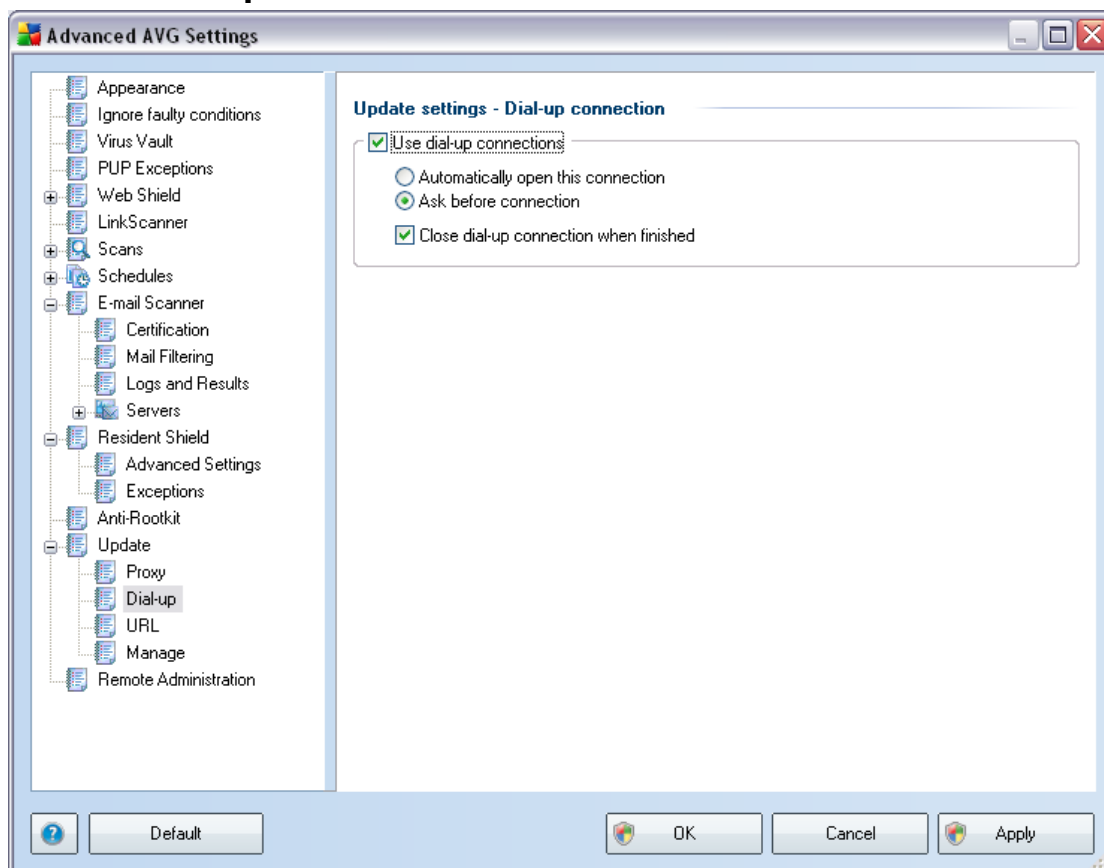 Advanced AVG Settings
Appearance
Ignore faulty conditions
Virus Vault
PUP Exceptions
Web Shield
LinkScanner
Scans
Schedules
E-mail Scanner
Certification
Mail Filtering
Logs and Results
Servers
Resident Shield
Advanced Settings
Exceptions
Anti-Rootkit
Update
Proxy
Dial-up
URL
Manage
Remote Administration
Update settings - Dial-up connection
Use dial-up connections
Automatically open this connection
Ask before connection
Close dial-up connection when finished
Default
OK
Cancel
Apply